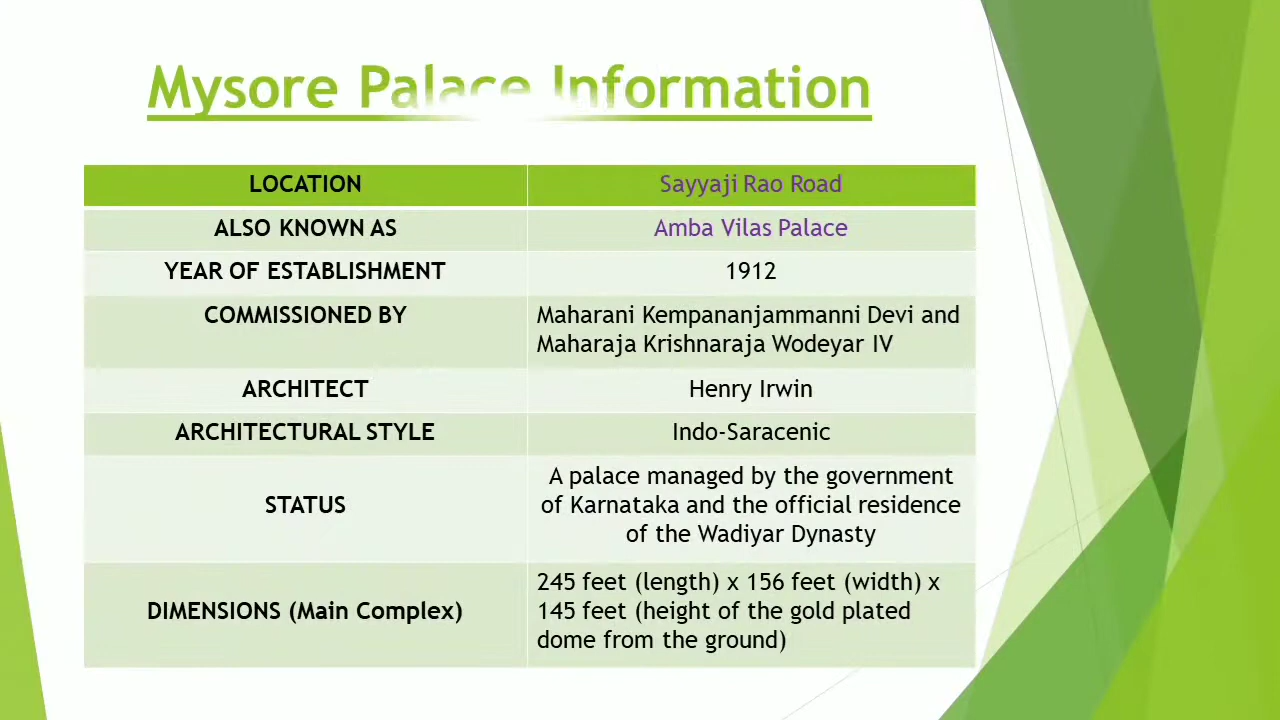 Mysore Palace Information
LOCATION Sayyaji Rao Road
ALSO KNOWN AS Amba Vilas Palace
YEAR OF ESTABLISHMENT 1912
COMMISSIONED BY Maharani Kempananjammanni Devi and
Maharaja Krishnaraja Wodeyar IV
ARCHITECT Henry Irwin
ARCHITECTURAL STYLE Indo-Saracenic
A palace managed by the government
STATUS of Karnataka and the official residence
of the Wadiyar Dynasty
245 feet (length) x 156 feet (width) x
DIMENSIONS (Main Complex) 145 feet (height of the gold plated
dome from the ground)